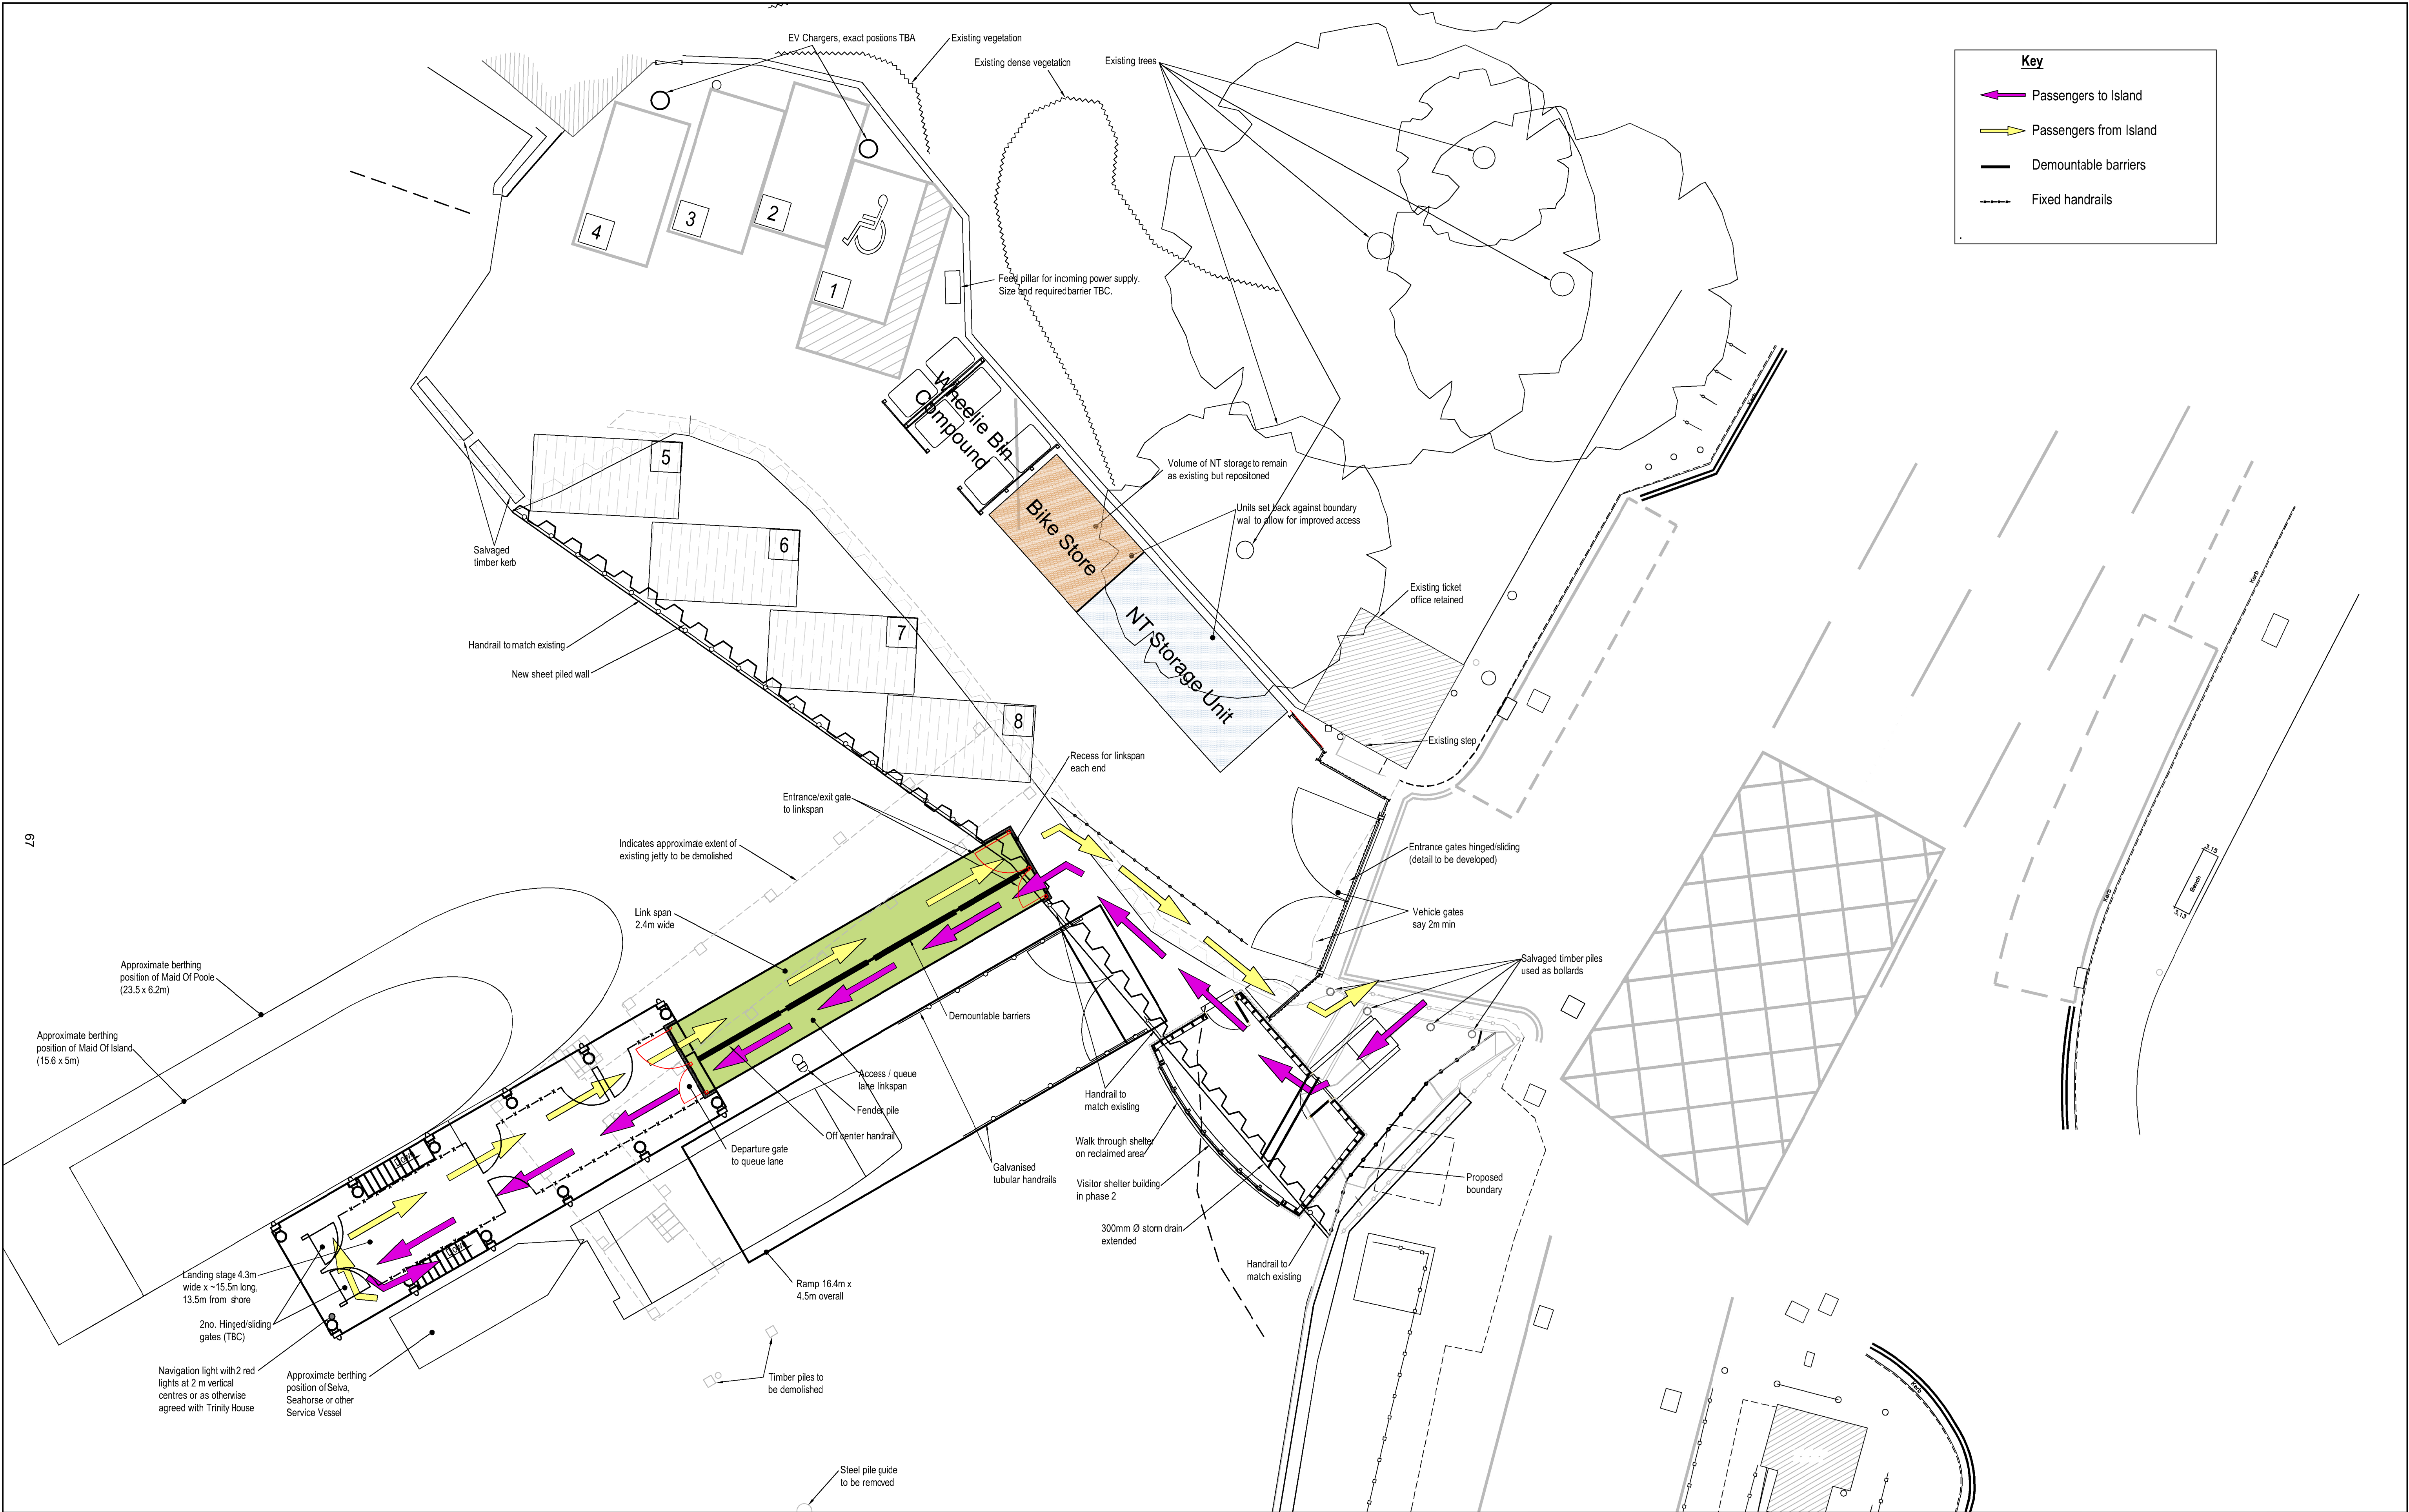 EV Chargers, exact posiions TBA
Existing vegetation
Existing dense vegetation
Existing trees
Key
Passengers to Island
Passengers from Island
Demountable barriers
Fixed handrails
4
3
2
1
Feed pillar for incoming power supply.
Size and required barrier TBC.
Wheelie Bin
Compound
Bike Store
NT Storage Unit
Volume of NT storage to remain
as existing but repositoned
Units set back against boundary
wall to allow for improved access
Existing ticket
office retained
Existing step
5
6
7
8
Salvaged
timber kerb
Handrail to match existing
New sheet piled wall
Recess for linkspan
each end
Entrance/exit gate
to linkspan
Indicates approximate extent of
existing jetty to be demolished
Entrance gates hinged/sliding
(detail to be developed)
Vehicle gates
say 2m min
Salvaged timber piles
used as bollards
Link span
2.4m wide
Approximate berthing
position of Maid Of Poole
(23.5 x 6.2m)
Approximate berthing
position of Maid Of Island
(15.6 x 5m)
Demountable barriers
Access / queue
lane linkspan
Fender pile
Off center handrail
Departure gate
to queue lane
Handrail to
match existing
Walk through shelter
on reclaimed area
Visitor shelter building
in phase 2
300mm Ø storm drain
extended
Galvanised
tubular handrails
Proposed
boundary
Handrail to
match existing
Ramp 16.4m x
4.5m overall
Landing stage 4.3m
wide x ~15.5m long,
13.5m from shore
2no. Hinged/sliding
gates (TBC)
Navigation light with 2 red
lights at 2 m vertical
centres or as otherwise
agreed with Trinity House
Approximate berthing
position of Selva,
Seahorse or other
Service Vessel
Timber piles to
be demolished
Steel pile guide
to be removed
Down
Down
Kerb
Kerb
Kerb
Kerb
Bench
3.15
3.13
67